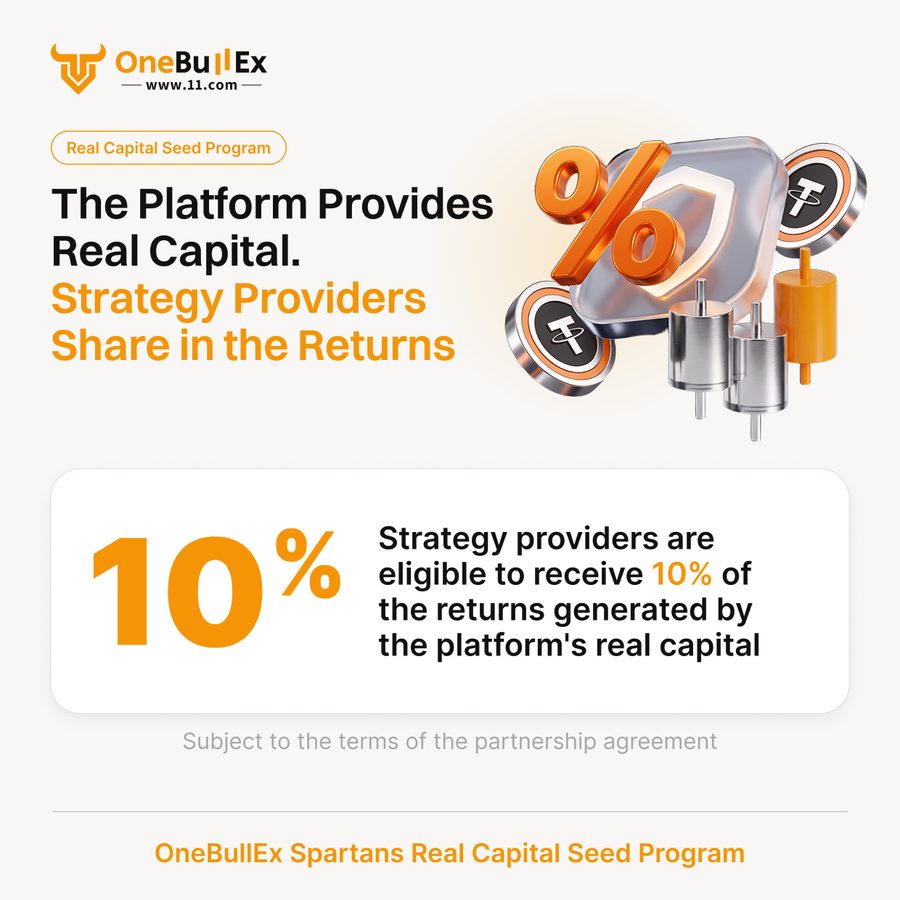 OneBullEx
www.11.com
Real Capital Seed Program
The Platform Provides
Real Capital.
Strategy Providers
Share in the Returns
10%
Strategy providers are
eligible to receive 10% of
the returns generated by
the platform's real capital
Subject to the terms of the partnership agreement
OneBullEx Spartans Real Capital Seed Program